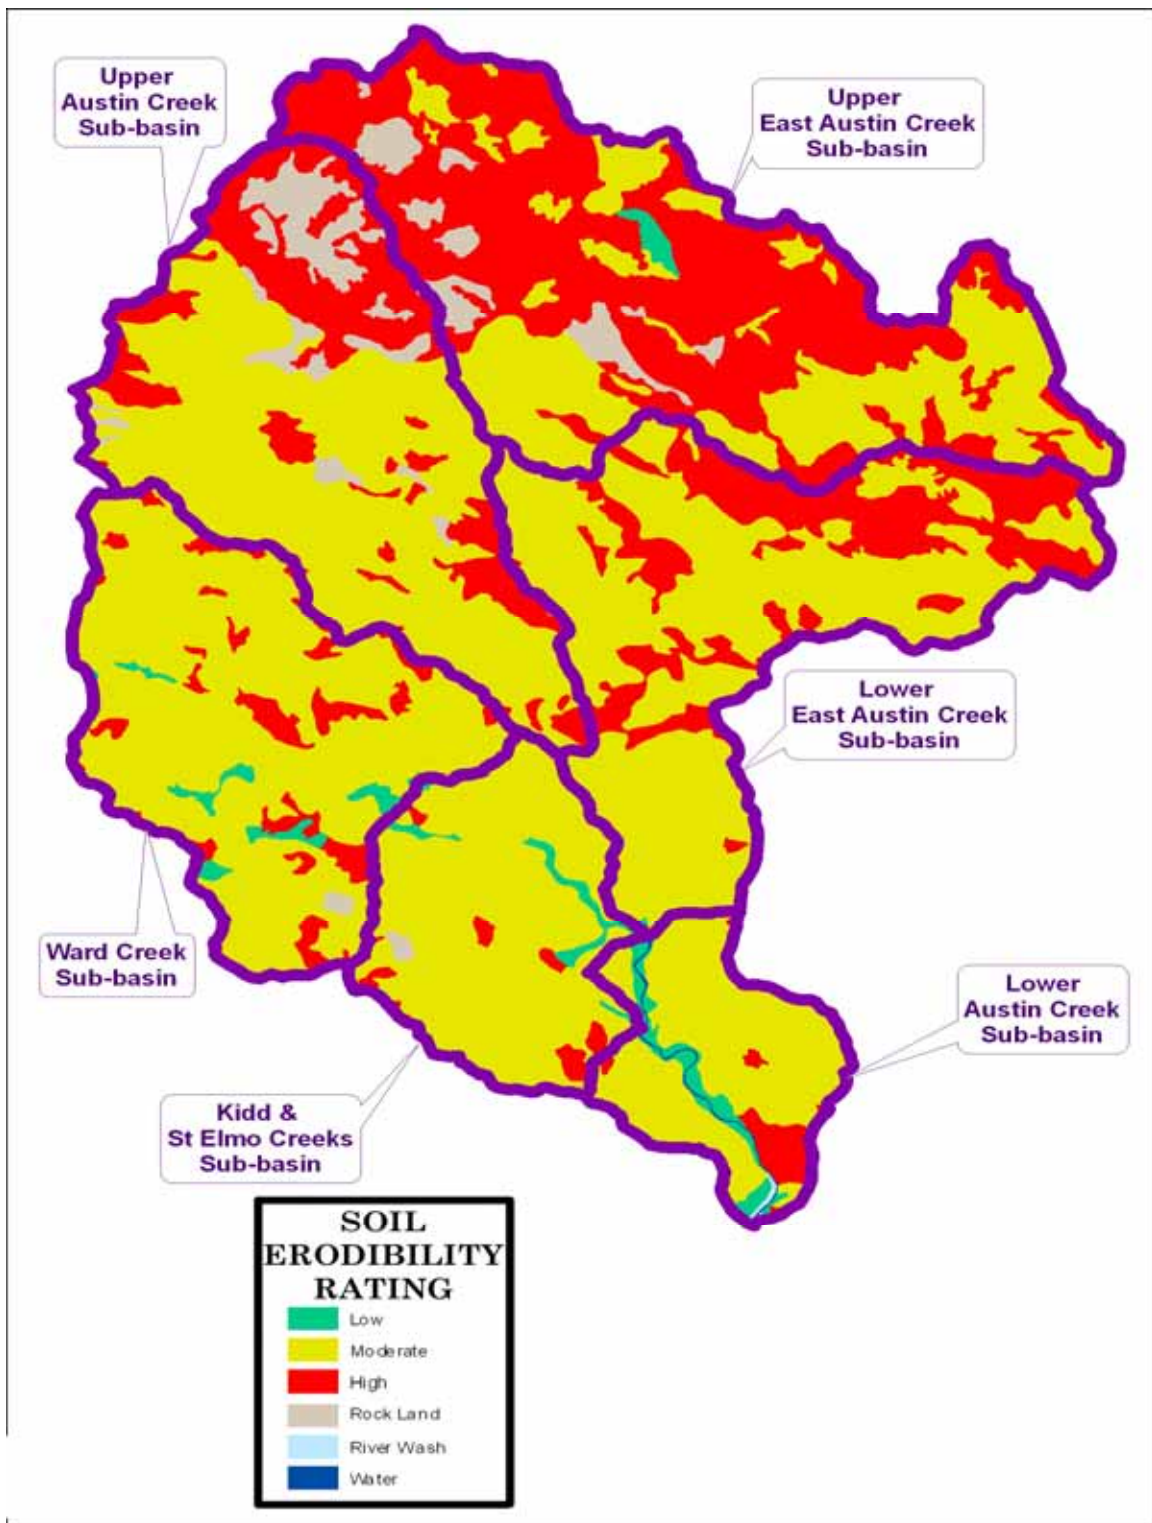 Upper
Austin Creek
Sub-basin
Upper
East Austin Creek
Sub-basin
Lower
East Austin Creek
Sub-basin
Ward Creek
Sub-basin
Lower
Austin Creek
Sub-basin
Kidd &
St Elmo Creeks
Sub-basin
SOIL
ERODIBILITY
RATING
Low
Moderate
High
Rock Land
River Wash
Water